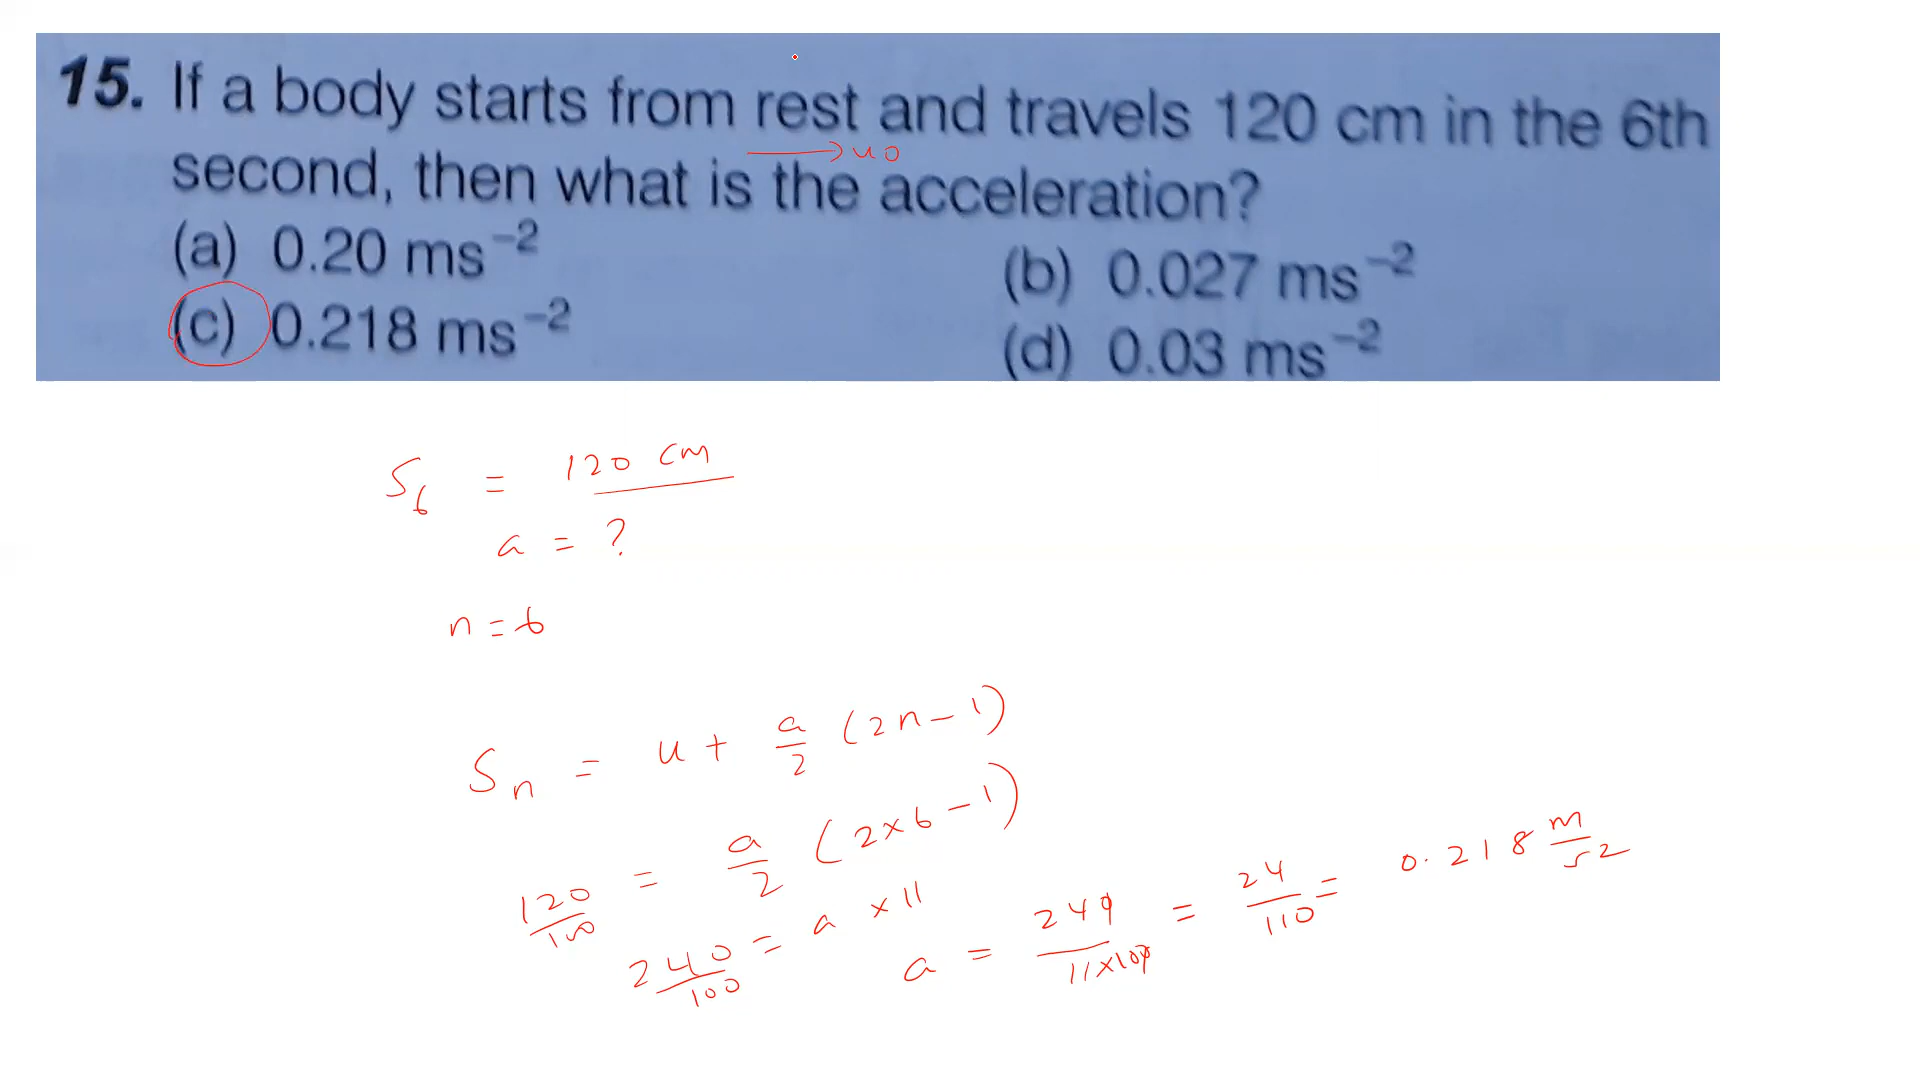 15. If a body starts from rest and travels 120 cm in the 6th
→ u 0
second, then what is the acceleration?
(a) 0.20 ms⁻²
(b) 0.027 ms⁻²
(c) 0.218 ms⁻²
(d) 0.03 ms⁻²
S₆ = 120 cm
a = ?
n = 6
Sₙ = u + a/2 (2n - 1)
120/100 = a/2 (2×6 - 1)
240/100 = a × 11
a = 240/11×100 = 24/110 = 0.218 m/s2